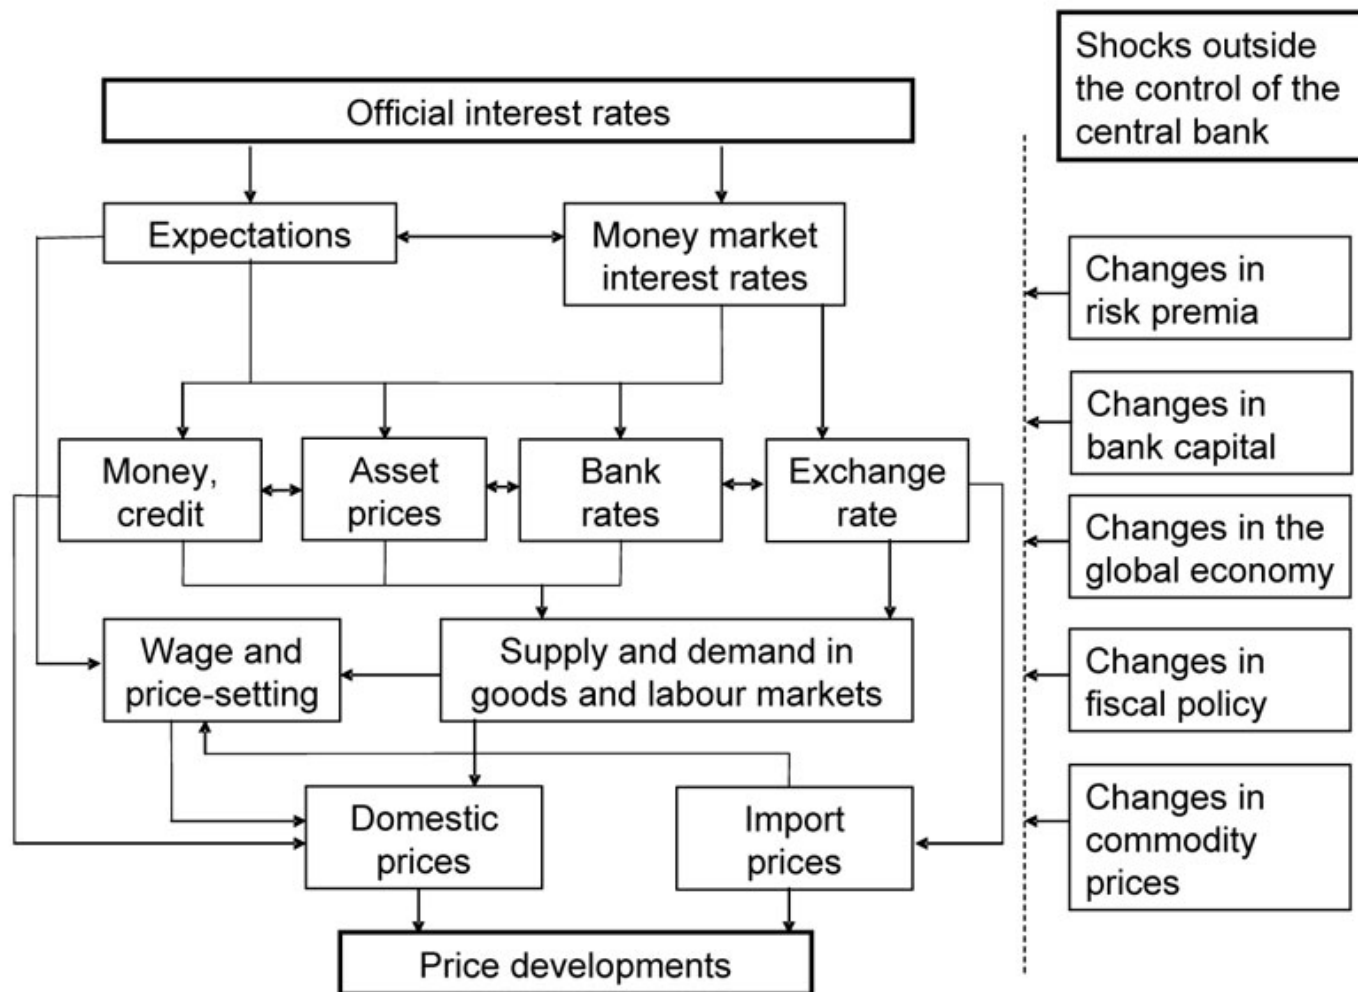 Shocks outside
the control of the
central bank
Official interest rates
Expectations
Money market
interest rates
Changes in
risk premia
Changes in
bank capital
Money,
credit
Asset
prices
Bank
rates
Exchange
rate
Changes in the
global economy
Wage and
price-setting
Supply and demand in
goods and labour markets
Changes in
fiscal policy
Domestic
prices
Import
prices
Changes in
commodity
prices
Price developments